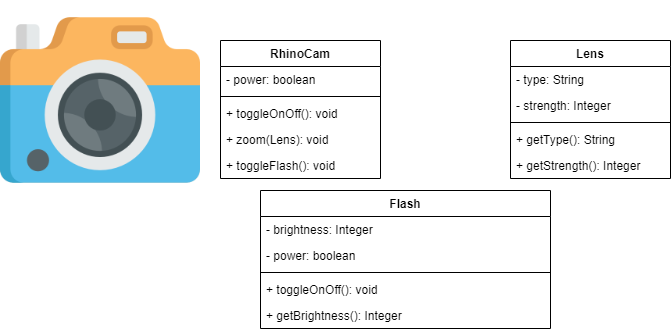 RhinoCam
- power: boolean
+ toggleOnOff(): void
+ zoom(Lens): void
+ toggleFlash(): void
Lens
- type: String
- strength: Integer
+ getType(): String
+ getStrength(): Integer
Flash
- brightness: Integer
- power: boolean
+ toggleOnOff(): void
+ getBrightness(): Integer